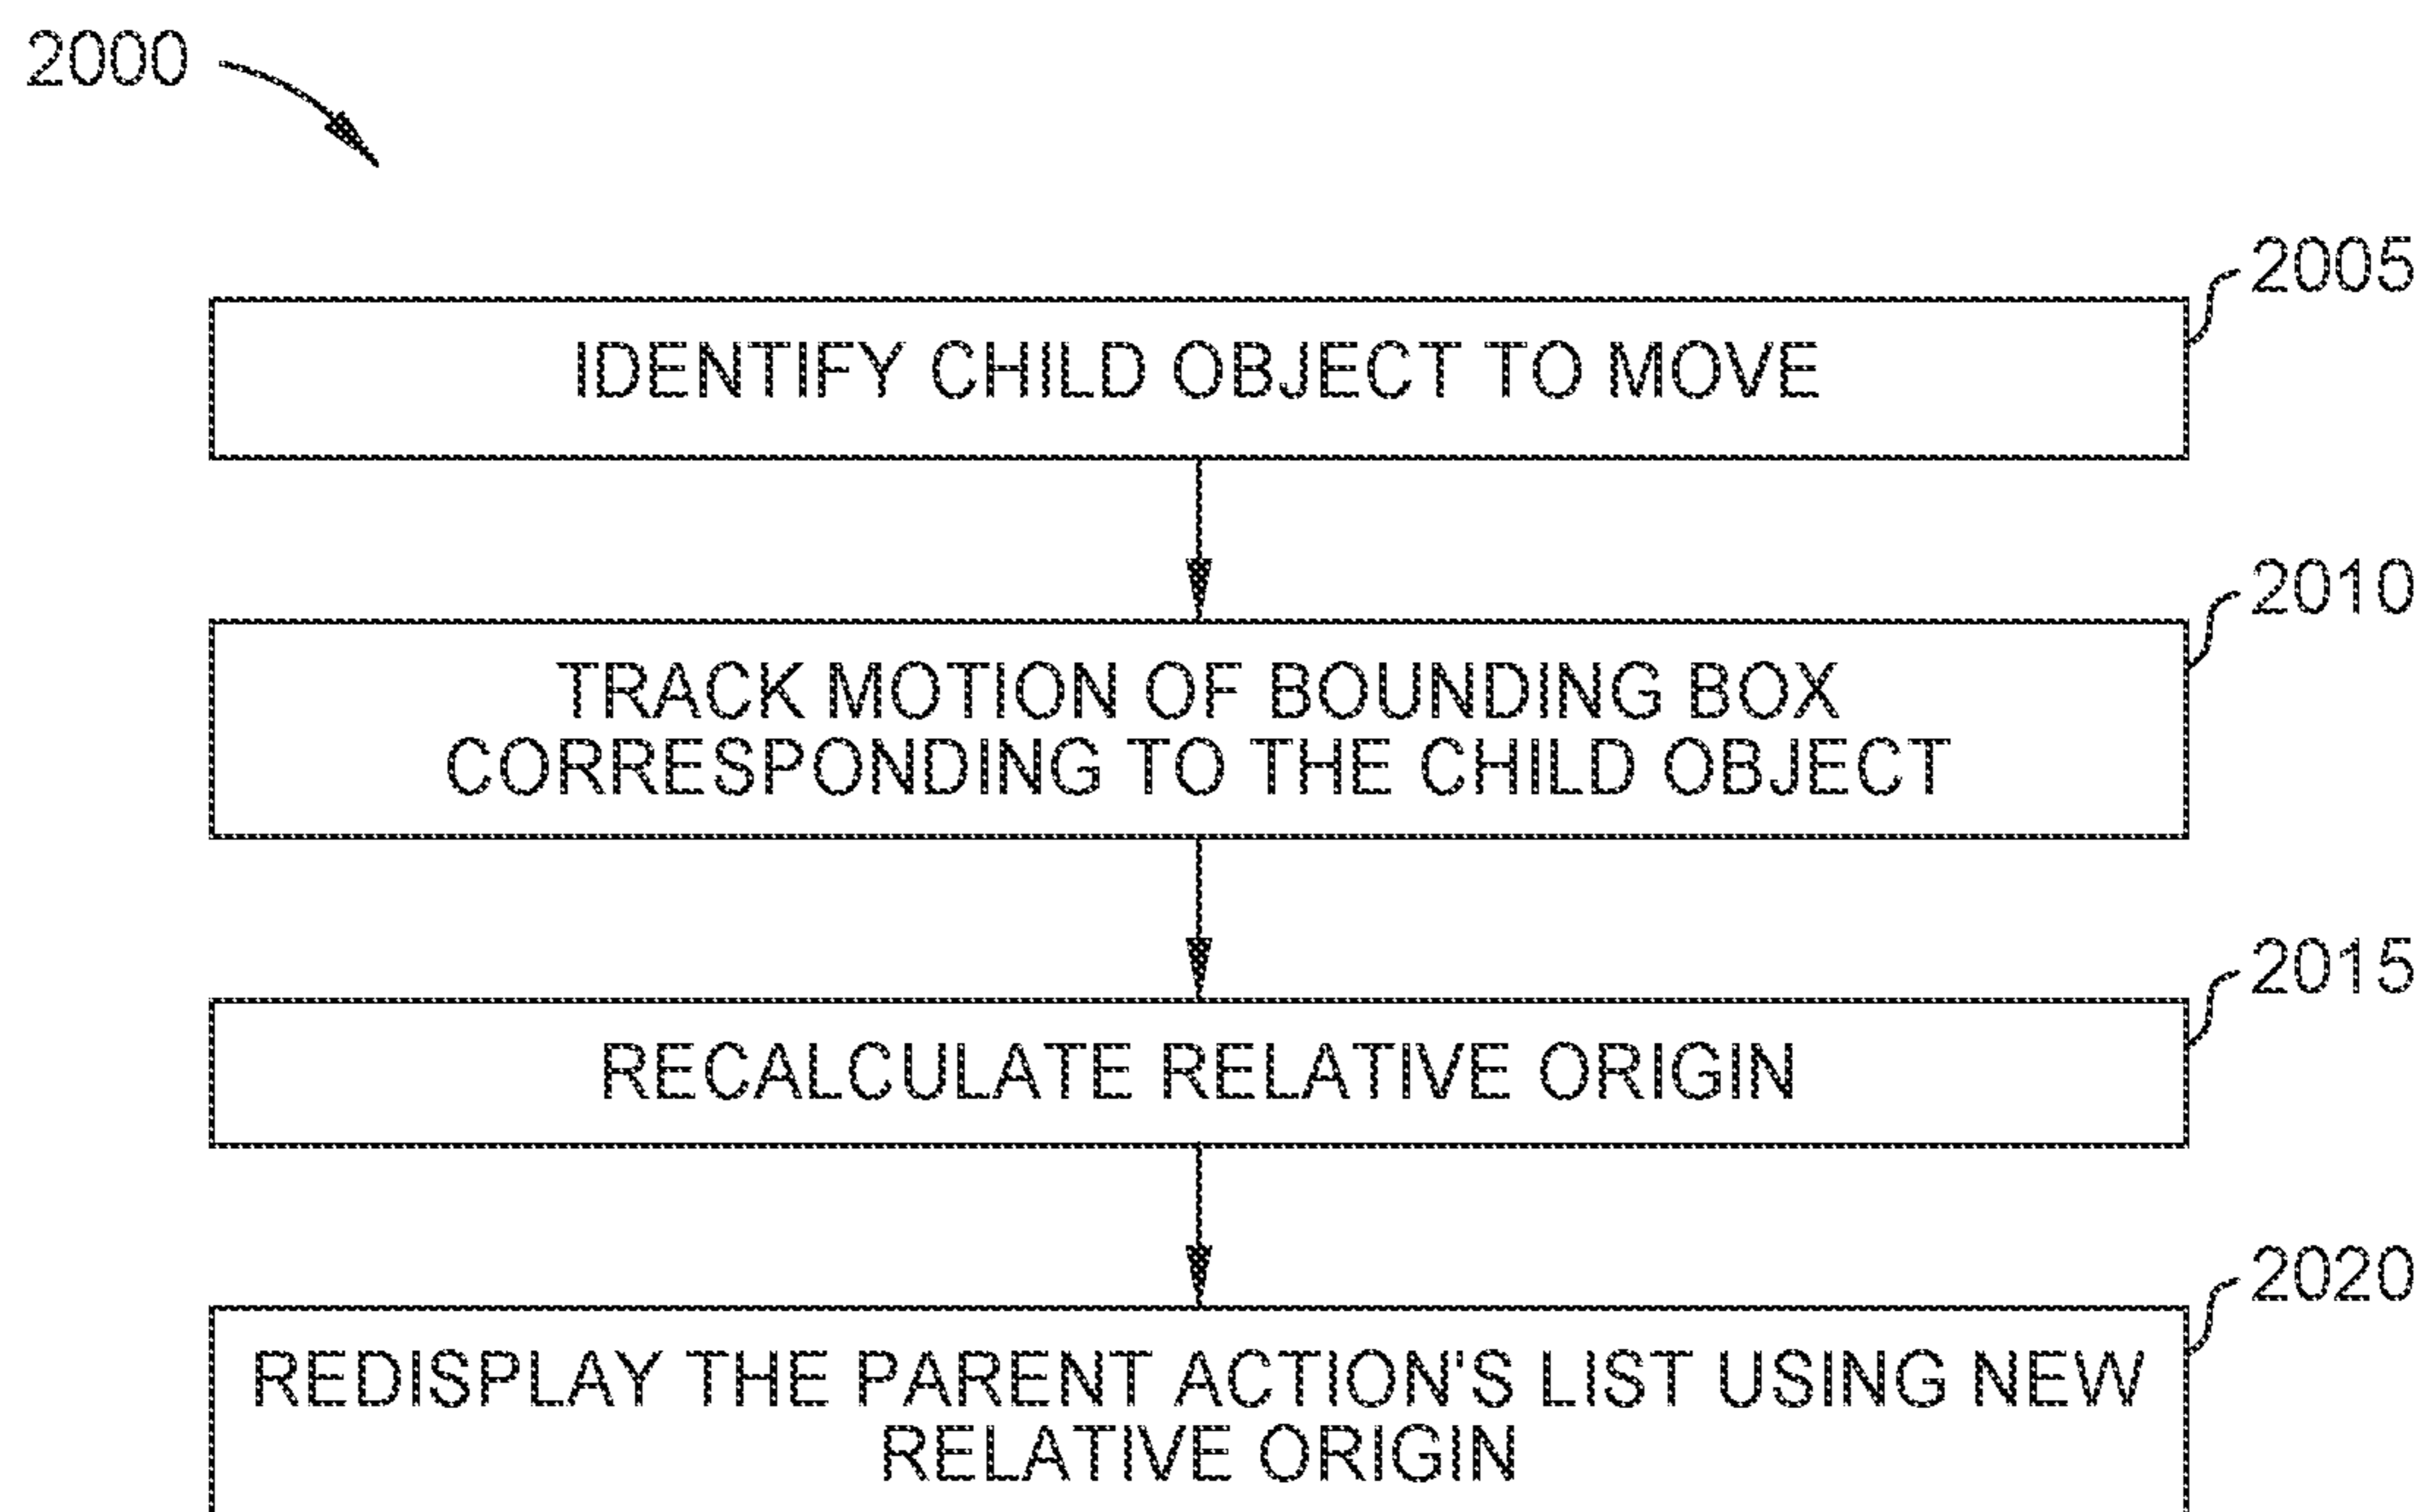 2000
2005
IDENTIFY CHILD OBJECT TO MOVE
2010
TRACK MOTION OF BOUNDING BOX
CORRESPONDING TO THE CHILD OBJECT
2015
RECALCULATE RELATIVE ORIGIN
2020
REDISPLAY THE PARENT ACTION'S LIST USING NEW
RELATIVE ORIGIN